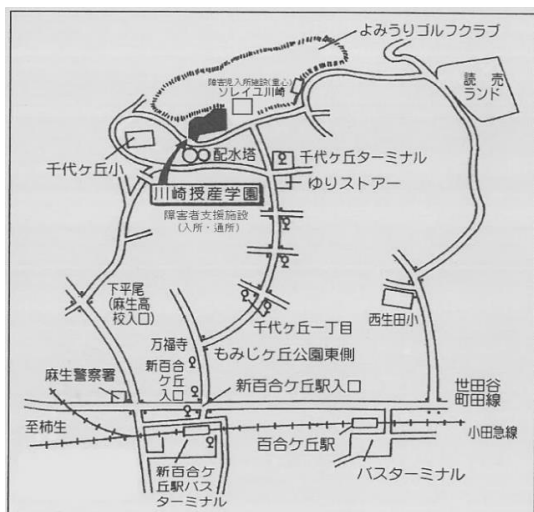 よみうりゴルフクラブ
障害児入所施設(重心)
ソレイユ川崎
読売
ランド
千代ヶ丘小
配水塔
千代ヶ丘ターミナル
ゆりストアー
川崎授産学園
障害者支援施設
(入所・通所)
下平尾
(麻生高
校入口)
西生田小
千代ヶ丘一丁目
万福寺
もみじヶ丘公園東側
新百合
ケ丘
入口
麻生警察署
新百合ケ丘駅入口
世田谷
町田線
至柿生
百合ケ丘駅
小田急線
新百合ケ
丘駅バス
ターミナル
バスターミナル